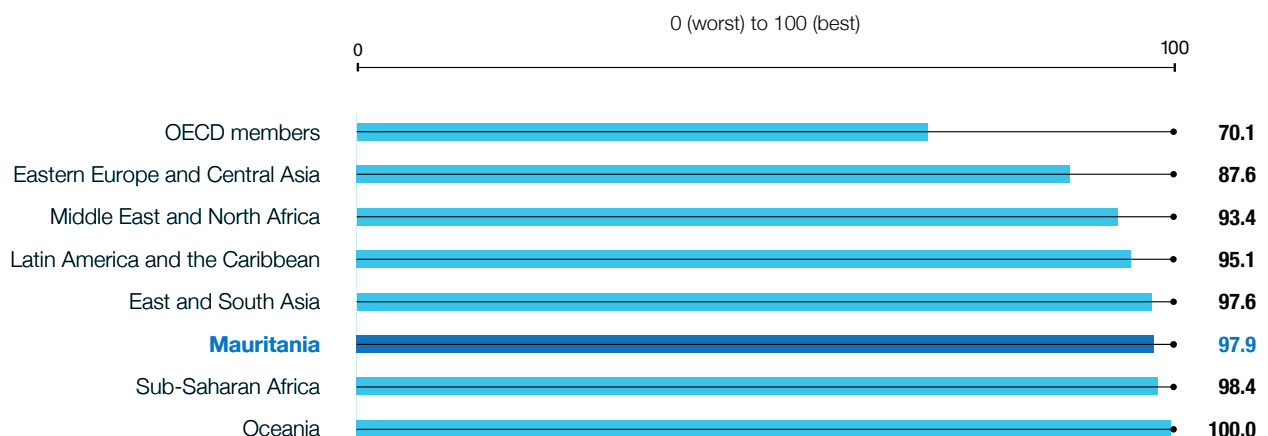 0 (worst) to 100 (best)
0 100
OECD members 70.1
Eastern Europe and Central Asia 87.6
Middle East and North Africa 93.4
Latin America and the Caribbean 95.1
East and South Asia 97.6
Mauritania 97.9
Sub-Saharan Africa 98.4
Oceania 100.0